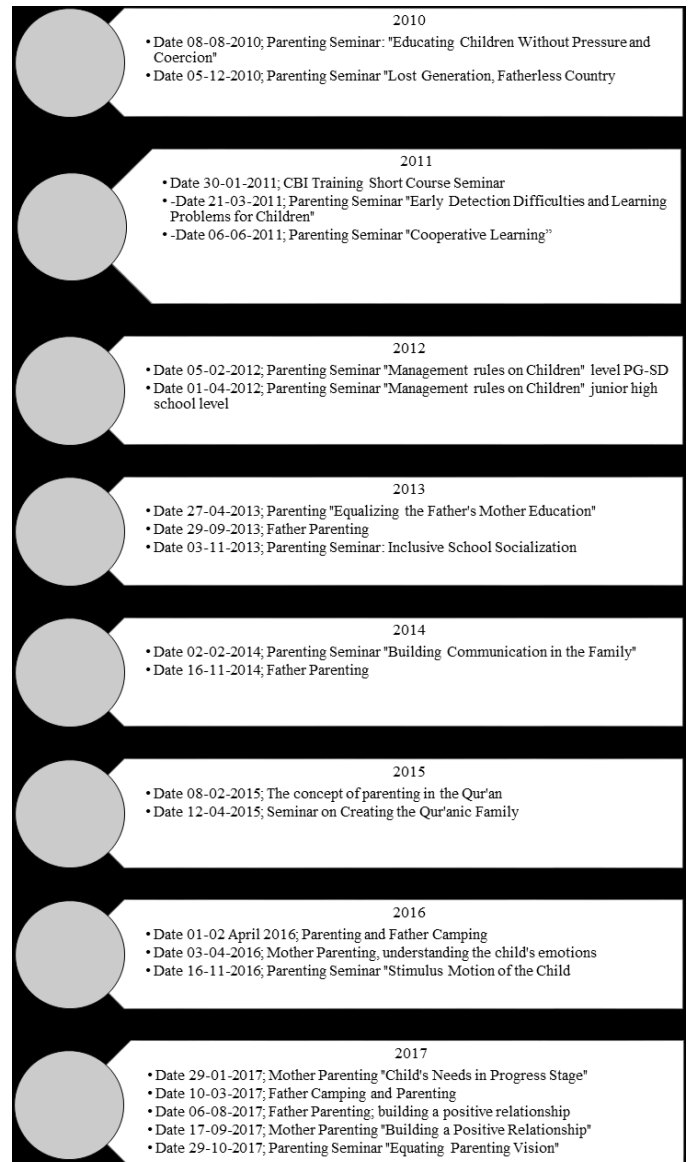 2010
• Date 08-08-2010; Parenting Seminar: "Educating Children Without Pressure and
Coercion"
• Date 05-12-2010; Parenting Seminar "Lost Generation, Fatherless Country
2011
• Date 30-01-2011; CBI Training Short Course Seminar
• -Date 21-03-2011; Parenting Seminar "Early Detection Difficulties and Learning
Problems for Children"
• -Date 06-06-2011; Parenting Seminar "Cooperative Learning”
2012
• Date 05-02-2012; Parenting Seminar "Management rules on Children" level PG-SD
• Date 01-04-2012; Parenting Seminar "Management rules on Children" junior high
school level
2013
• Date 27-04-2013; Parenting "Equalizing the Father's Mother Education"
• Date 29-09-2013; Father Parenting
• Date 03-11-2013; Parenting Seminar: Inclusive School Socialization
2014
• Date 02-02-2014; Parenting Seminar "Building Communication in the Family"
• Date 16-11-2014; Father Parenting
2015
• Date 08-02-2015; The concept of parenting in the Qur'an
• Date 12-04-2015; Seminar on Creating the Qur'anic Family
2016
• Date 01-02 April 2016; Parenting and Father Camping
• Date 03-04-2016; Mother Parenting, understanding the child's emotions
• Date 16-11-2016; Parenting Seminar "Stimulus Motion of the Child
2017
• Date 29-01-2017; Mother Parenting "Child's Needs in Progress Stage"
• Date 10-03-2017; Father Camping and Parenting
• Date 06-08-2017; Father Parenting; building a positive relationship
• Date 17-09-2017; Mother Parenting "Building a Positive Relationship"
• Date 29-10-2017; Parenting Seminar "Equating Parenting Vision"